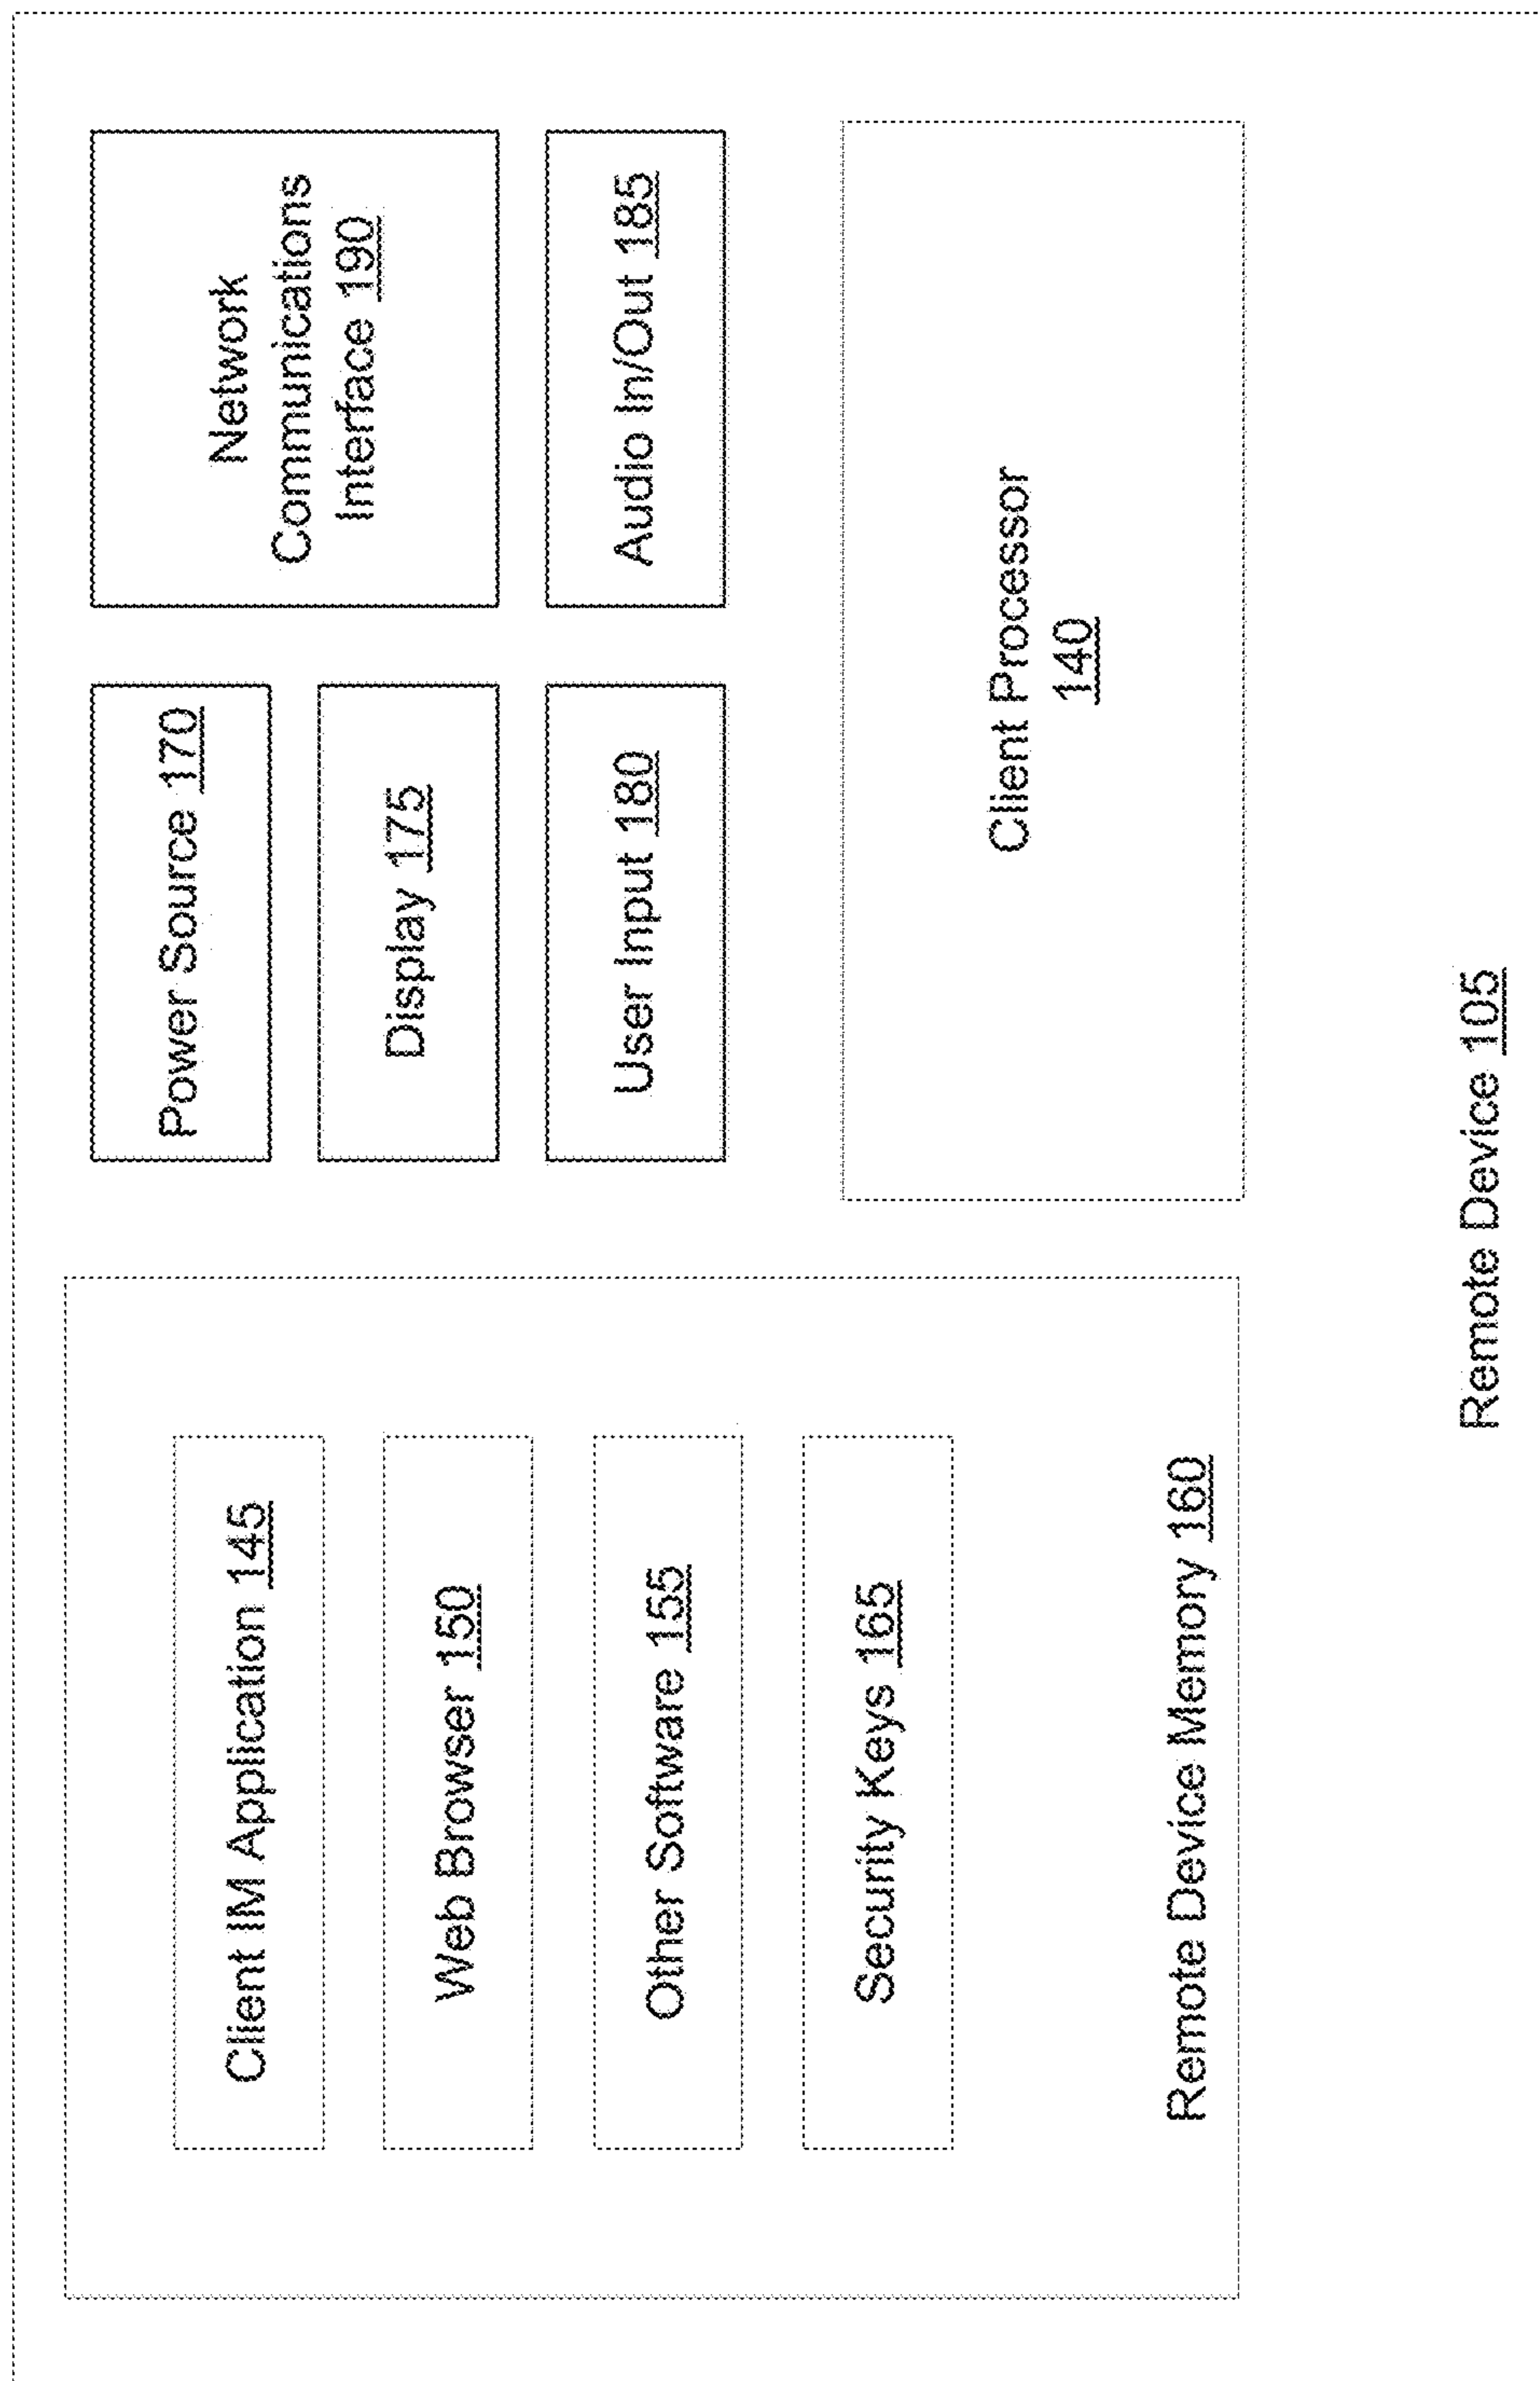 Client IM Application 145
Web Browser 150
Other Software 155
Security Keys 165
Remote Device Memory 160
Power Source 170
Display 175
User Input 180
Network
Communications
Interface 190
Audio In/Out 185
Client Processor
140
Remote Device 105